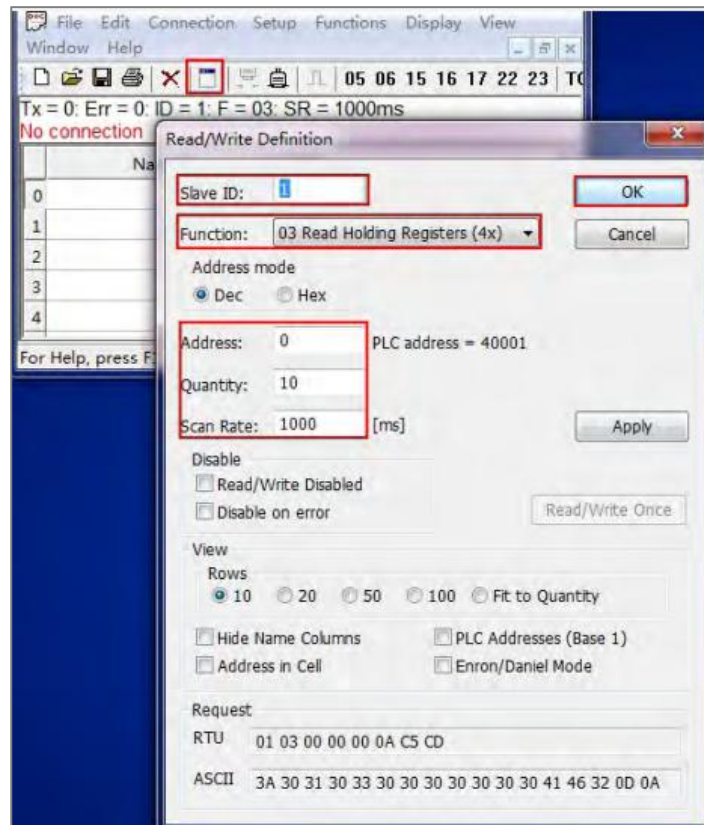 File Edit Connection Setup Functions Display View
Window Help
05 06 15 16 17 22 23
Tx = 0: Err = 0: ID = 1: F = 03: SR = 1000ms
No connection
Na
0
1
2
3
4
For Help, press F
Read/Write Definition
Slave ID: 1
OK
Function: 03 Read Holding Registers (4x)
Cancel
Address mode
Dec Hex
Address: 0 PLC address = 40001
Quantity: 10
Scan Rate: 1000 [ms]
Apply
Disable
Read/Write Disabled
Disable on error
Read/Write Once
View
Rows
10 20 50 100 Fit to Quantity
Hide Name Columns PLC Addresses (Base 1)
Address in Cell Enron/Daniel Mode
Request
RTU 01 03 00 00 00 0A C5 CD
ASCII 3A 30 31 30 33 30 30 30 30 30 30 30 41 46 32 0D 0A